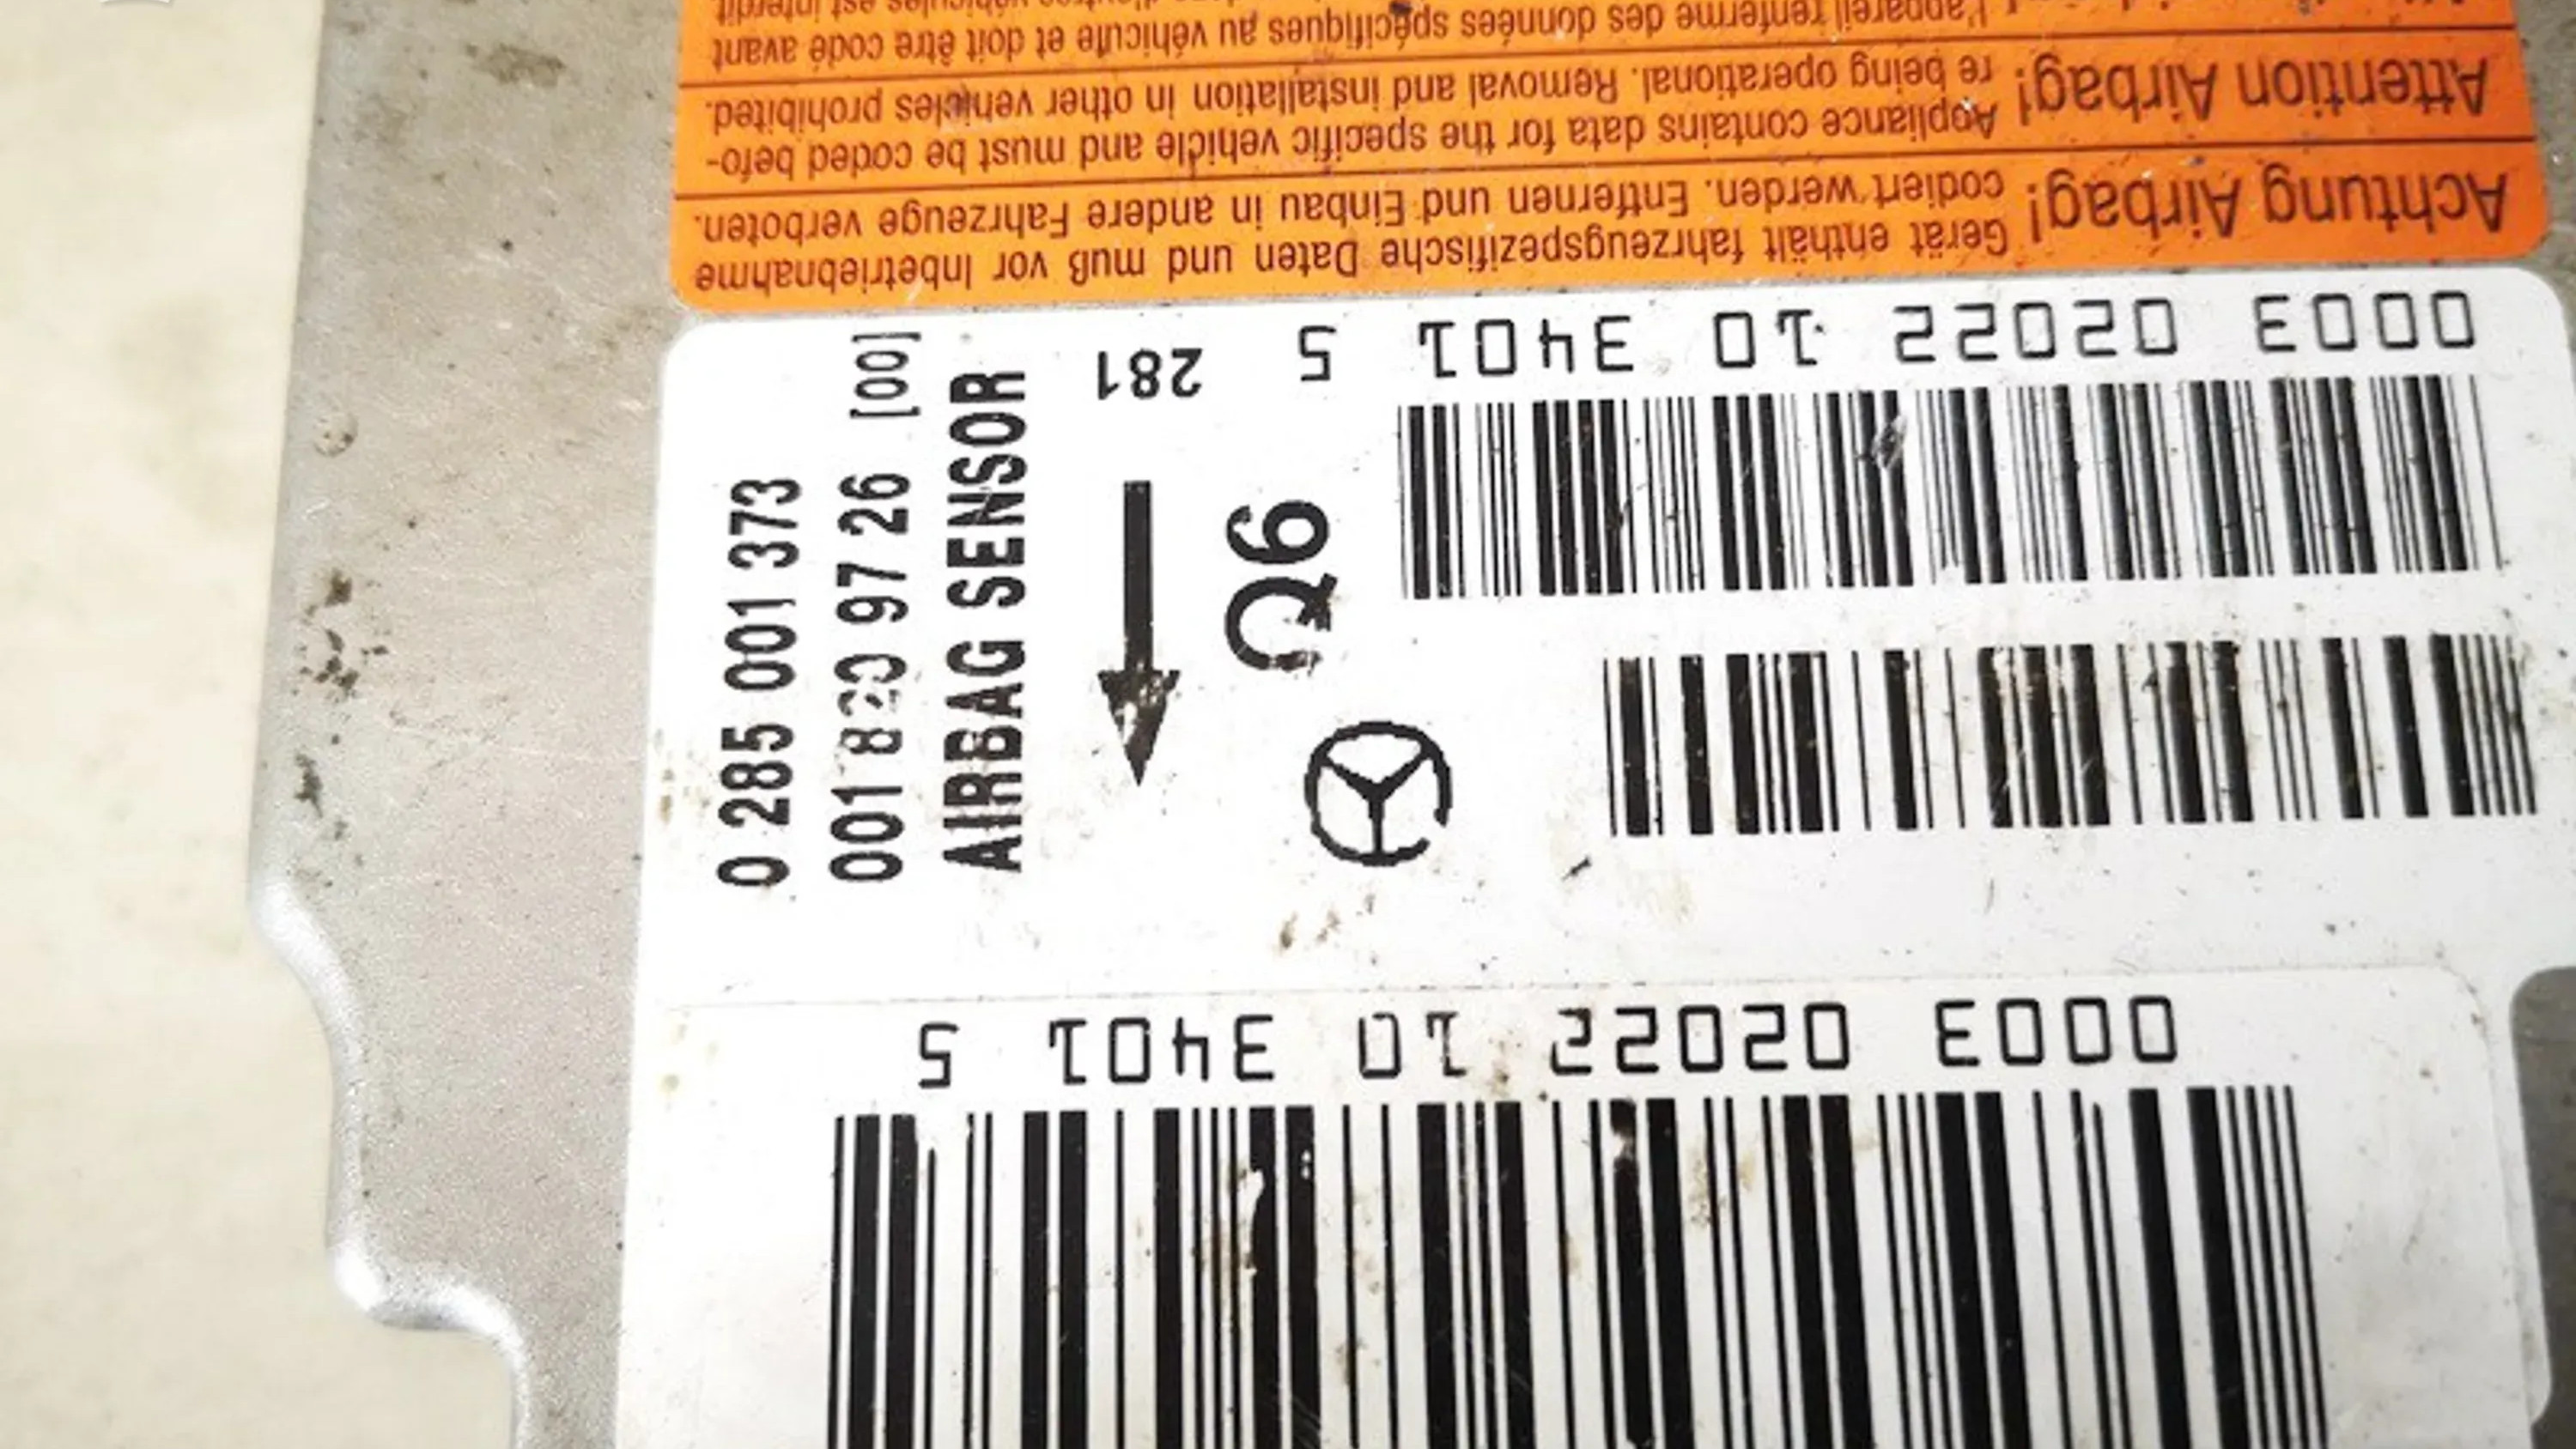 0003 02022 10 3401 5
0 285 001 373
001 820 97 26 [00]
AIRBAG SENSOR
Q6
281
0003 02022 10 3401 5
Achtung Airbag!
Gerät enthält fahrzeugspezifische Daten und muß vor Inbetriebnahme
codiert werden. Entfernen und Einbau in andere Fahrzeuge verboten.
Attention Airbag!
Appliance contains data for the specific vehicle and must be coded befo-
re being operational. Removal and installation in other vehicles prohibited.
L'appareil renferme des données spécifiques au véhicule et doit être codé avant
d'autres véhicules est interdit.